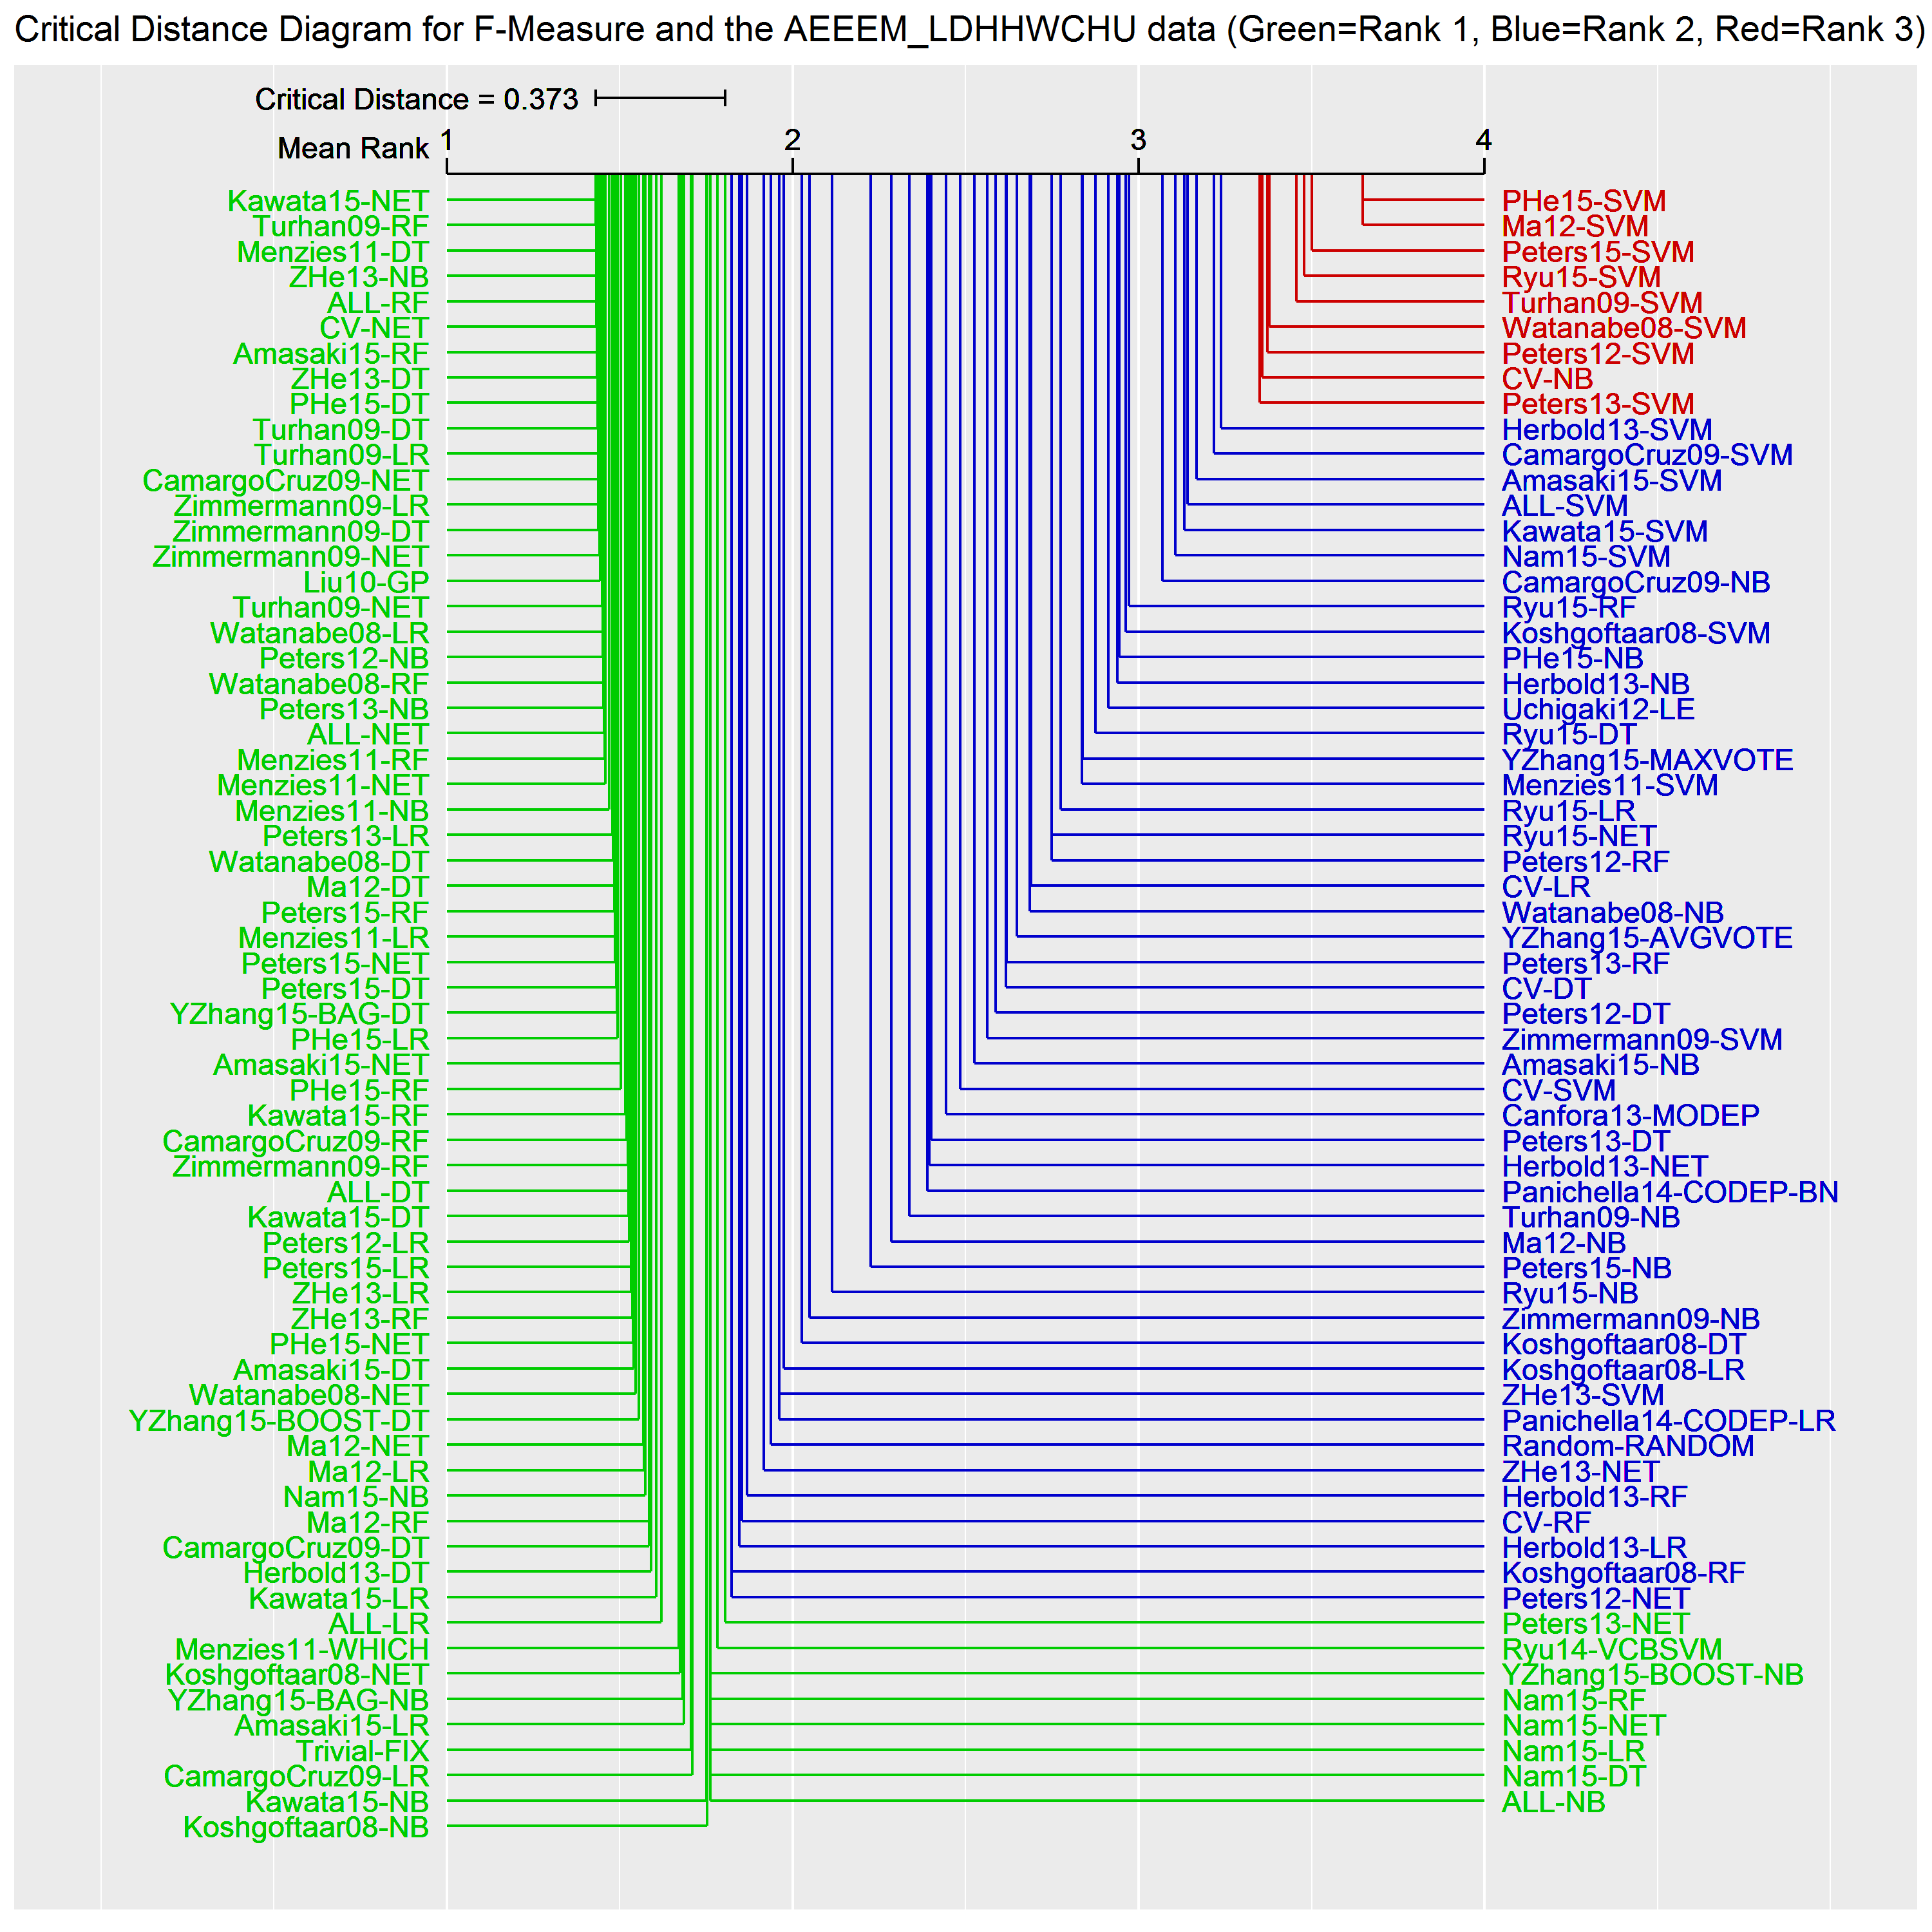 Critical Distance Diagram for F-Measure and the AEEEM_LDHHWCHU data (Green=Rank 1, Blue=Rank 2, Red=Rank 3)
Critical Distance = 0.373
Mean Rank 1 2 3 4
Kawata15-NET
Turhan09-RF
Menzies11-DT
ZHe13-NB
ALL-RF
CV-NET
Amasaki15-RF
ZHe13-DT
PHe15-DT
Turhan09-DT
Turhan09-LR
CamargoCruz09-NET
Zimmermann09-LR
Zimmermann09-DT
Zimmermann09-NET
Liu10-GP
Turhan09-NET
Watanabe08-LR
Peters12-NB
Watanabe08-RF
Peters13-NB
ALL-NET
Menzies11-RF
Menzies11-NET
Menzies11-NB
Peters13-LR
Watanabe08-DT
Ma12-DT
Peters15-RF
Menzies11-LR
Peters15-NET
Peters15-DT
YZhang15-BAG-DT
PHe15-LR
Amasaki15-NET
PHe15-RF
Kawata15-RF
CamargoCruz09-RF
Zimmermann09-RF
ALL-DT
Kawata15-DT
Peters12-LR
Peters15-LR
ZHe13-LR
ZHe13-RF
PHe15-NET
Amasaki15-DT
Watanabe08-NET
YZhang15-BOOST-DT
Ma12-NET
Ma12-LR
Nam15-NB
Ma12-RF
CamargoCruz09-DT
Herbold13-DT
Kawata15-LR
ALL-LR
Menzies11-WHICH
Koshgoftaar08-NET
YZhang15-BAG-NB
Amasaki15-LR
Trivial-FIX
CamargoCruz09-LR
Kawata15-NB
Koshgoftaar08-NB
PHe15-SVM
Ma12-SVM
Peters15-SVM
Ryu15-SVM
Turhan09-SVM
Watanabe08-SVM
Peters12-SVM
CV-NB
Peters13-SVM
Herbold13-SVM
CamargoCruz09-SVM
Amasaki15-SVM
ALL-SVM
Kawata15-SVM
Nam15-SVM
CamargoCruz09-NB
Ryu15-RF
Koshgoftaar08-SVM
PHe15-NB
Herbold13-NB
Uchigaki12-LE
Ryu15-DT
YZhang15-MAXVOTE
Menzies11-SVM
Ryu15-LR
Ryu15-NET
Peters12-RF
CV-LR
Watanabe08-NB
YZhang15-AVGVOTE
Peters13-RF
CV-DT
Peters12-DT
Zimmermann09-SVM
Amasaki15-NB
CV-SVM
Canfora13-MODEP
Peters13-DT
Herbold13-NET
Panichella14-CODEP-BN
Turhan09-NB
Ma12-NB
Peters15-NB
Ryu15-NB
Zimmermann09-NB
Koshgoftaar08-DT
Koshgoftaar08-LR
ZHe13-SVM
Panichella14-CODEP-LR
Random-RANDOM
ZHe13-NET
Herbold13-RF
CV-RF
Herbold13-LR
Koshgoftaar08-RF
Peters12-NET
Peters13-NET
Ryu14-VCBSVM
YZhang15-BOOST-NB
Nam15-RF
Nam15-NET
Nam15-LR
Nam15-DT
ALL-NB